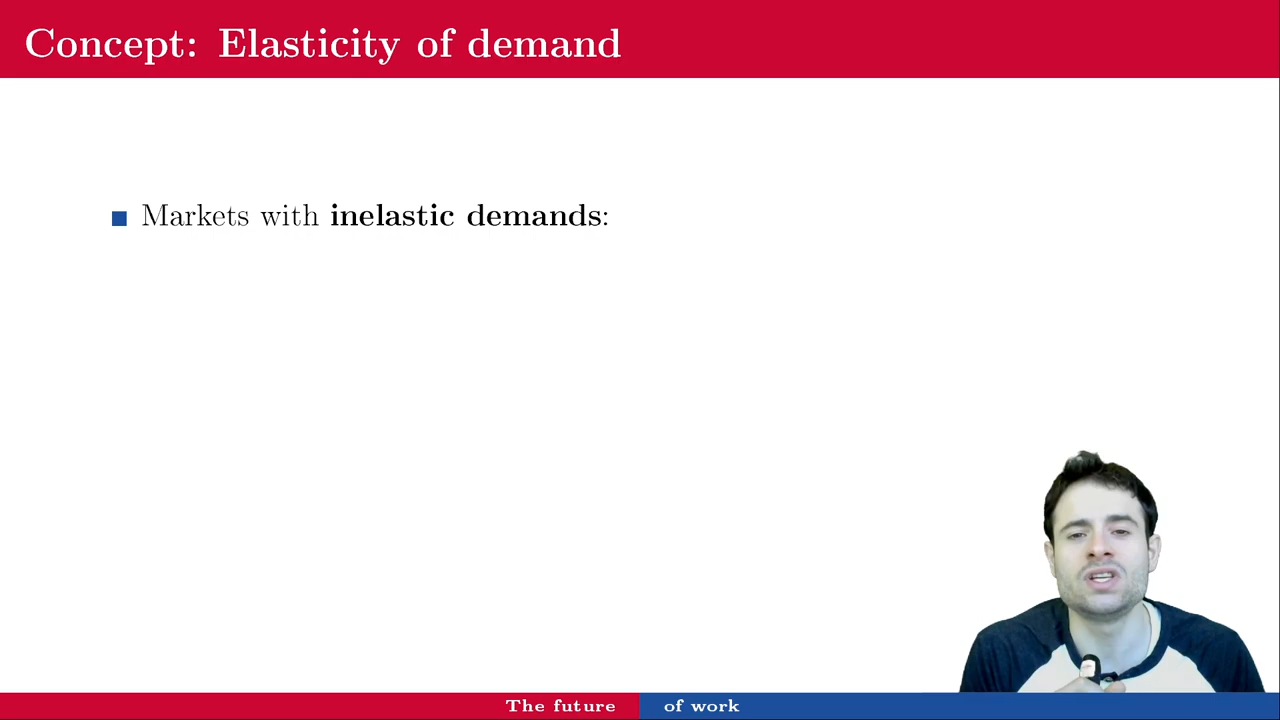 Concept: Elasticity of demand
Markets with inelastic demands:
The future of work